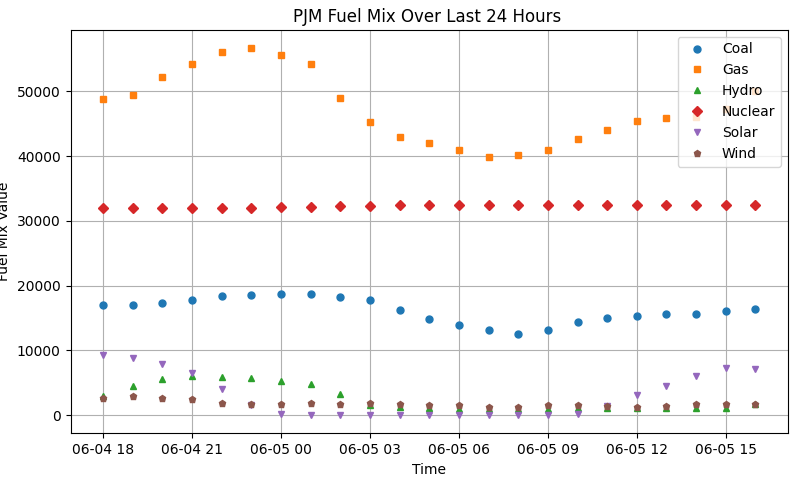 PJM Fuel Mix Over Last 24 Hours
Coal
Gas
Hydro
Nuclear
Solar
Wind
50000
40000
30000
20000
10000
0
Fuel Mix Value
06-04 18 06-04 21 06-05 00 06-05 03 06-05 06 06-05 09 06-05 12 06-05 15
Time